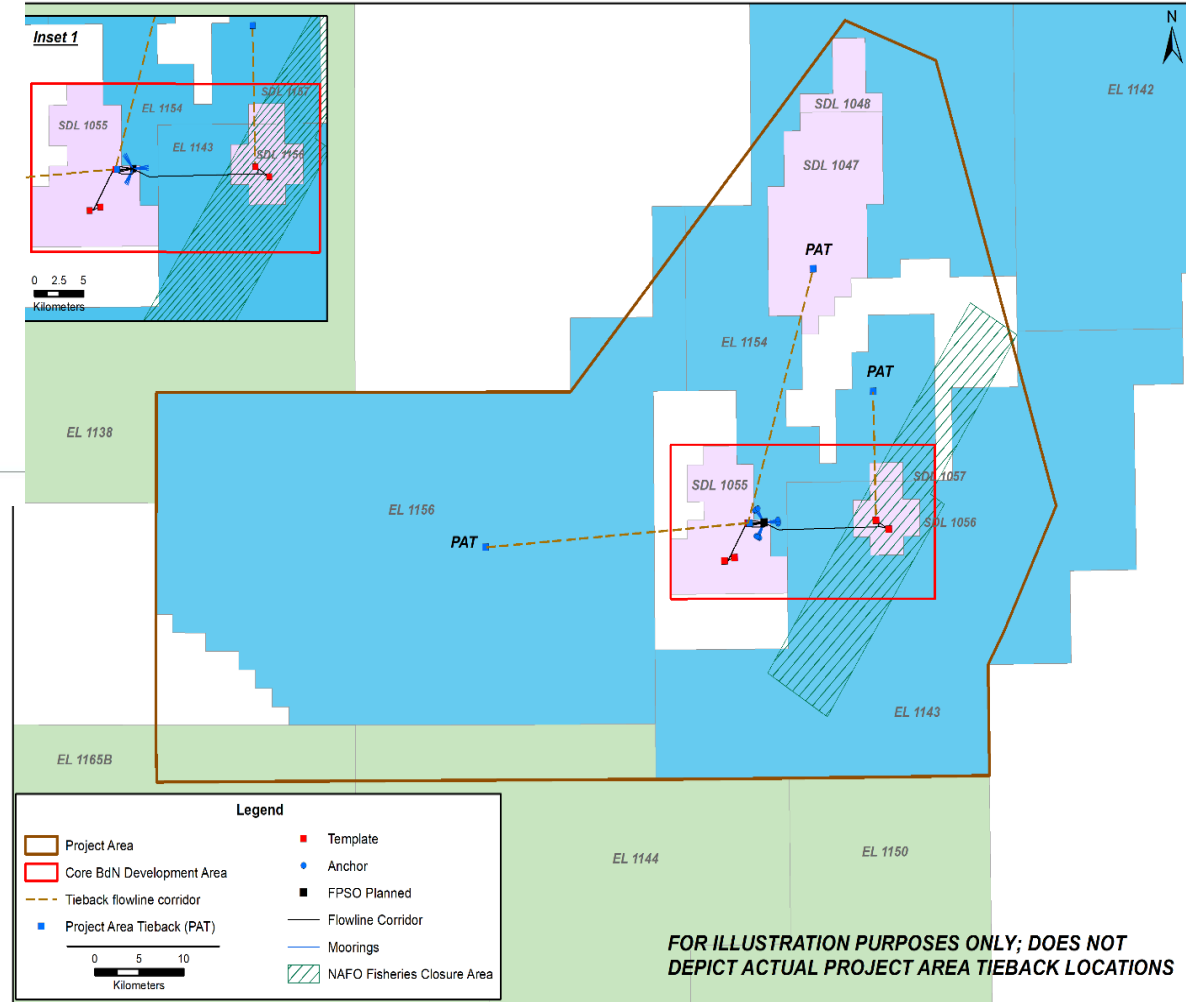 Inset 1
SDL 1057
EL 1154
SDL 1055
EL 1143
SDL 1156
0 2.5 5
Kilometers
N
EL 1142
SDL 1048
SDL 1047
PAT
EL 1154
PAT
EL 1138
SDL 1055
SDL 1057
EL 1156
SDL 1056
PAT
EL 1143
EL 1165B
EL 1144
EL 1150
Legend
Project Area
Core BdN Development Area
Tieback flowline corridor
Project Area Tieback (PAT)
0 5 10
Kilometers
Template
Anchor
FPSO Planned
Flowline Corridor
Moorings
NAFO Fisheries Closure Area
FOR ILLUSTRATION PURPOSES ONLY; DOES NOT
DEPICT ACTUAL PROJECT AREA TIEBACK LOCATIONS